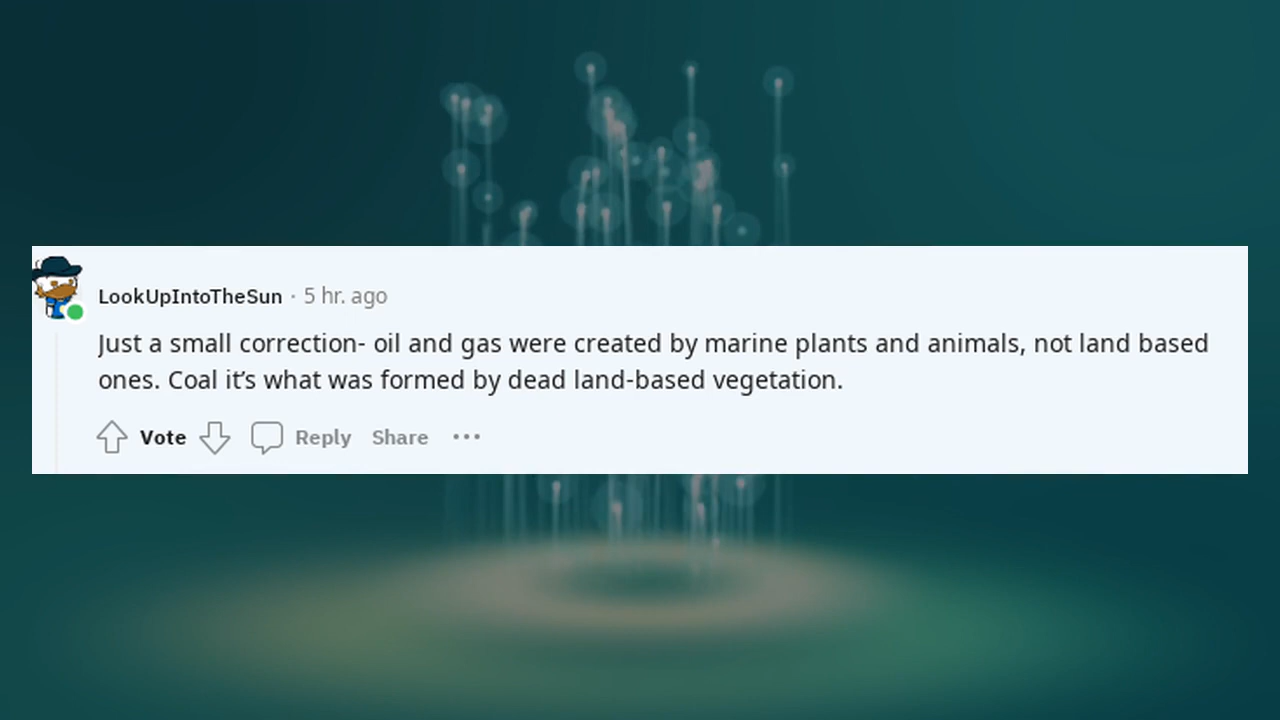 LookUpIntoTheSun · 5 hr. ago
Just a small correction- oil and gas were created by marine plants and animals, not land based
ones. Coal it’s what was formed by dead land-based vegetation.
Vote Reply Share •••